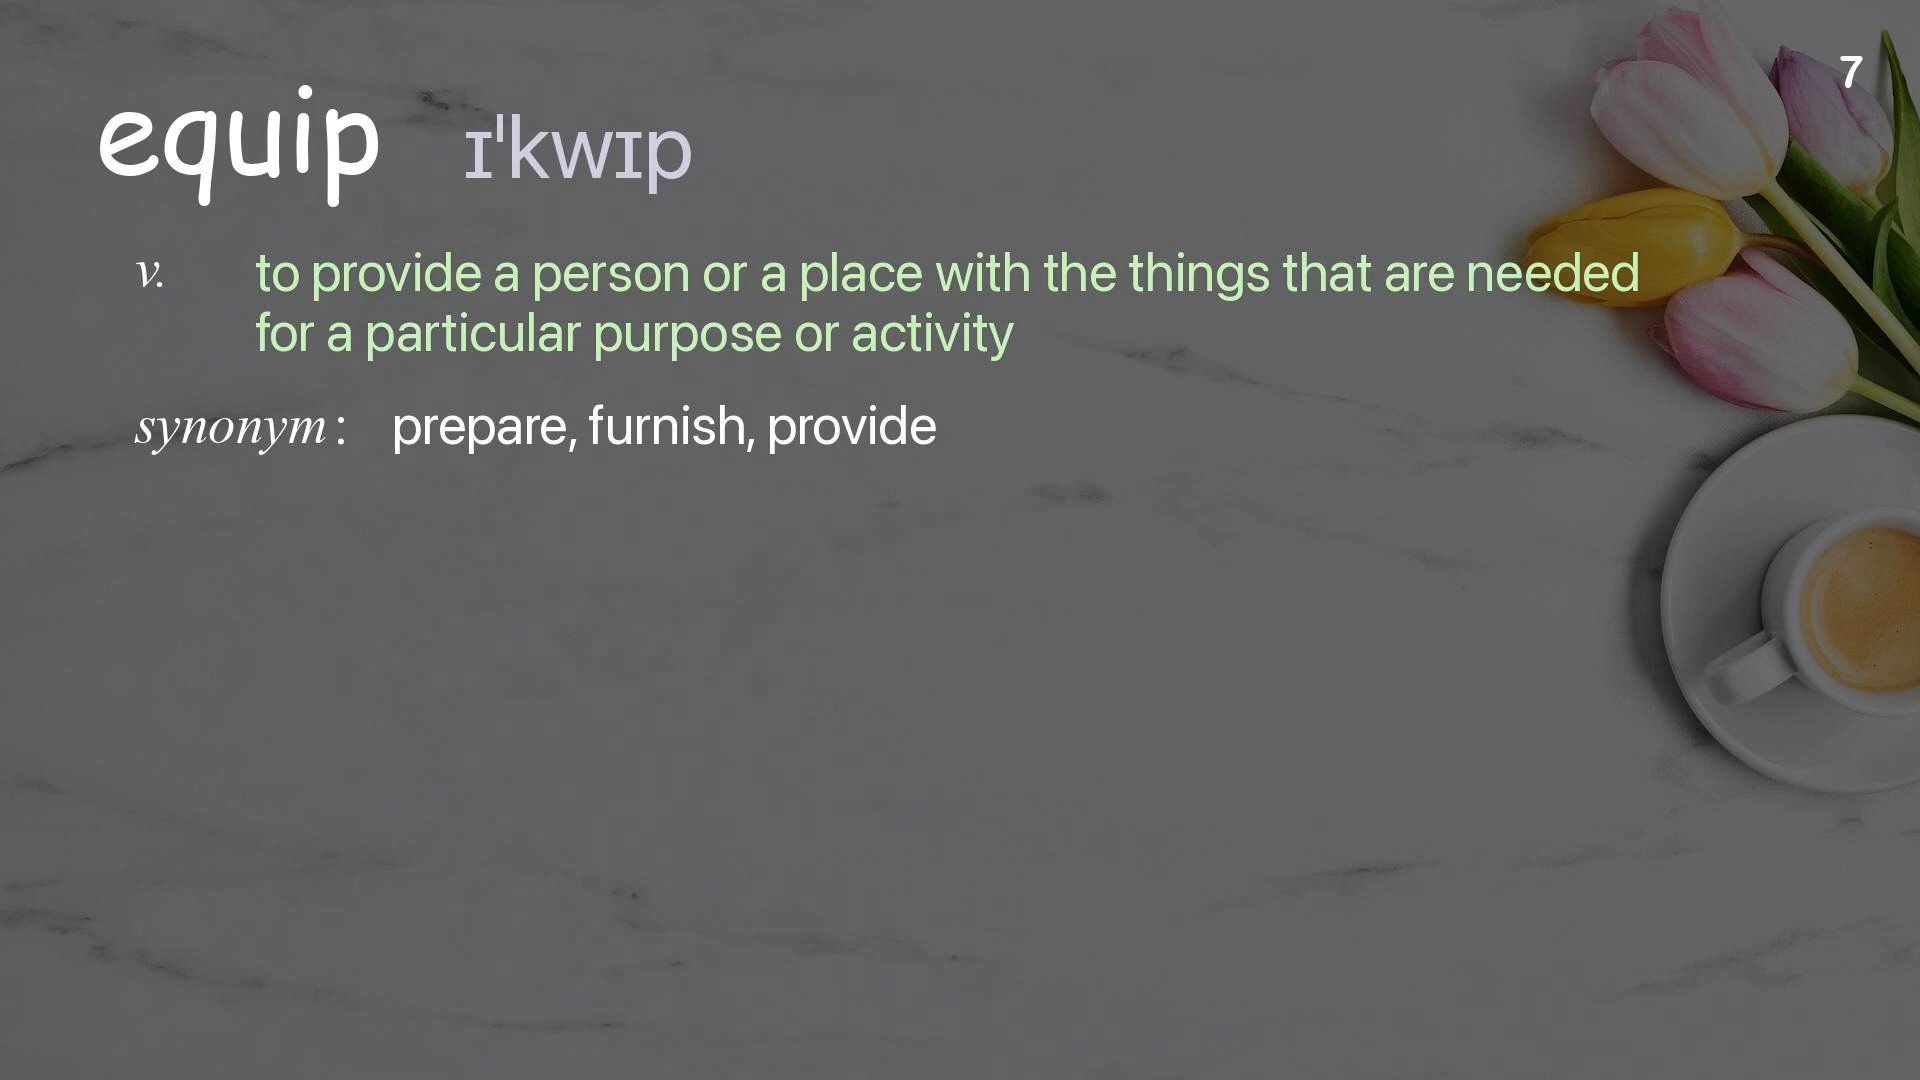 7
equip ɪˈkwɪp
v. to provide a person or a place with the things that are needed
for a particular purpose or activity
synonym : prepare, furnish, provide